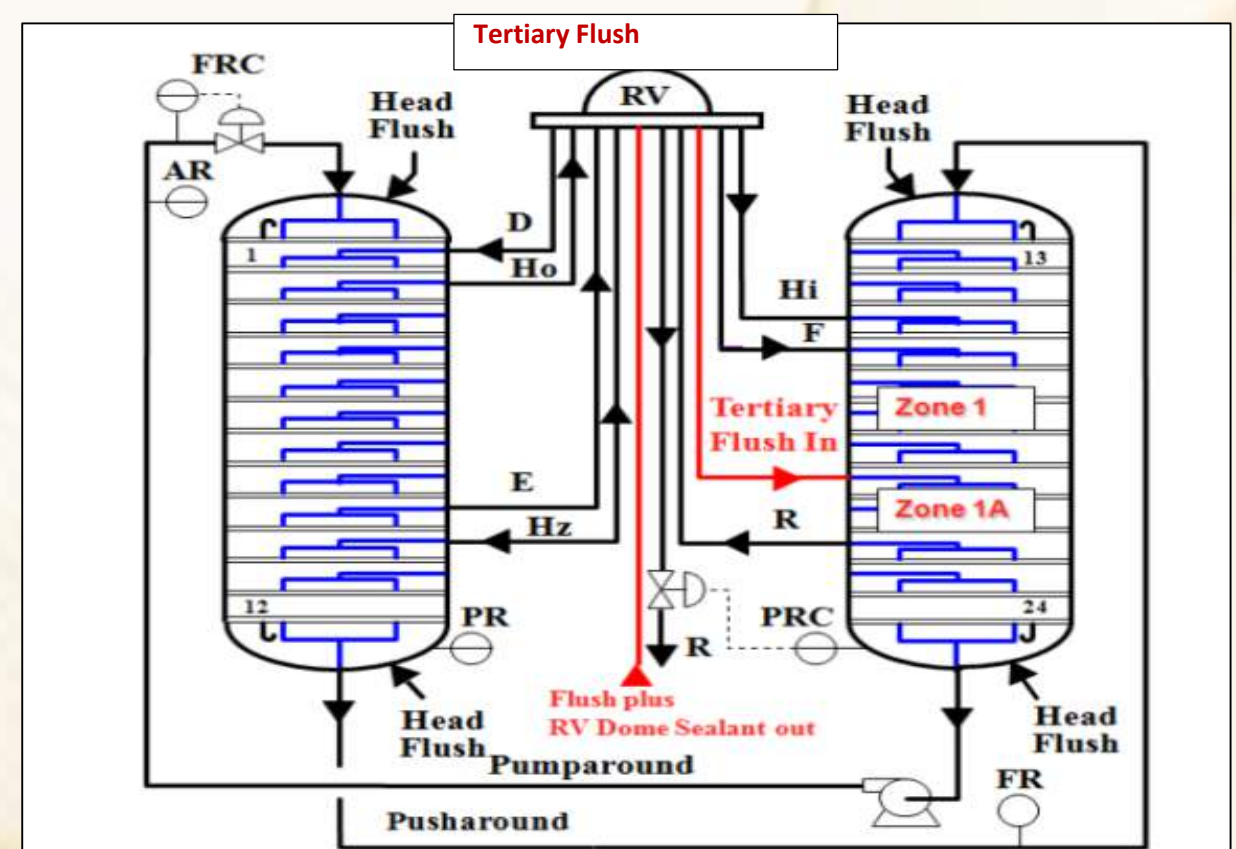 Tertiary Flush
FRC
Head
Flush
RV
Head
Flush
AR
1
D
Ho
13
Hi
F
Tertiary
Flush In
Zone 1
E
Zone 1A
Hz
R
12
PR
PRC
24
R
Flush plus
RV Dome Sealant out
Head
Flush
Head
Flush
Pumparound
FR
Pusharound